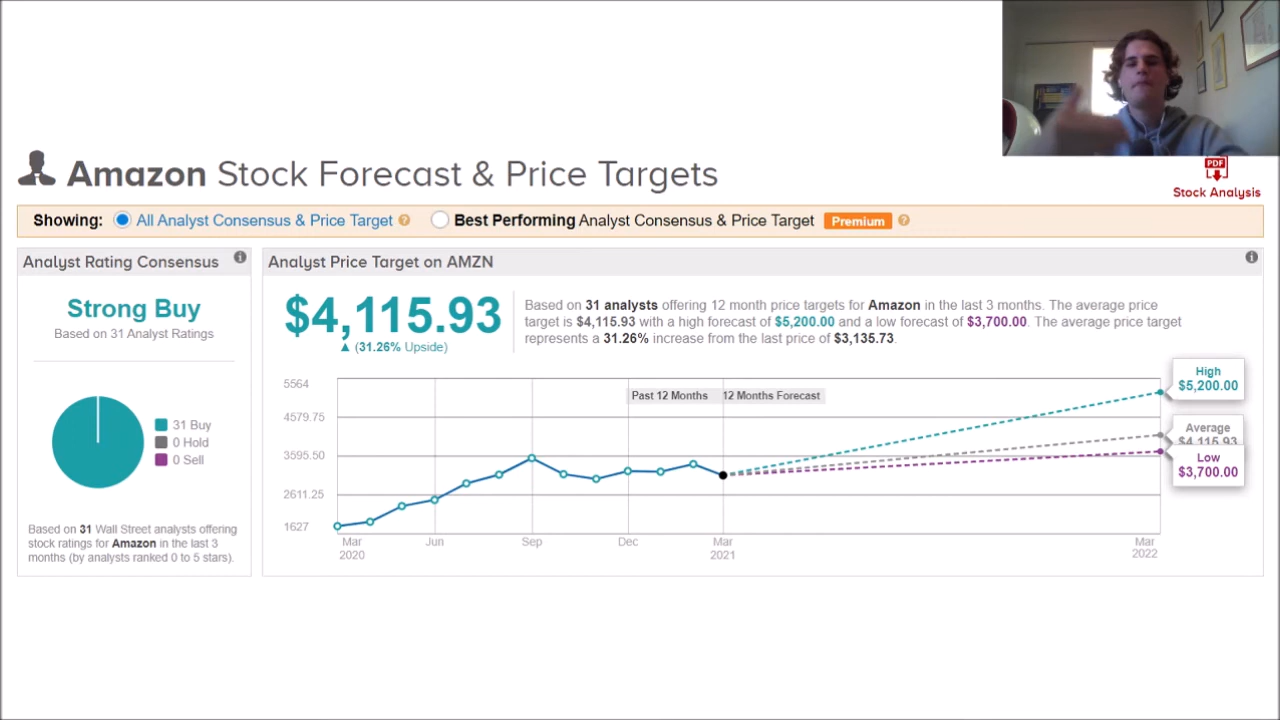 Amazon Stock Forecast & Price Targets
PDF
Stock Analysis
Showing: All Analyst Consensus & Price Target ? Best Performing Analyst Consensus & Price Target Premium ?
Analyst Rating Consensus
Strong Buy
Based on 31 Analyst Ratings
31 Buy
0 Hold
0 Sell
Based on 31 Wall Street analysts offering
stock ratings for Amazon in the last 3
months (by analysts ranked 0 to 5 stars).
Analyst Price Target on AMZN
$4,115.93
▲ (31.26% Upside)
Based on 31 analysts offering 12 month price targets for Amazon in the last 3 months. The average price
target is $4,115.93 with a high forecast of $5,200.00 and a low forecast of $3,700.00. The average price target
represents a 31.26% increase from the last price of $3,135.73.
5564
4579.75
3595.50
2611.25
1627
Past 12 Months
12 Months Forecast
High
$5,200.00
Average
$4,115.93
Low
$3,700.00
Mar
2020
Jun
Sep
Dec
Mar
2021
Mar
2022